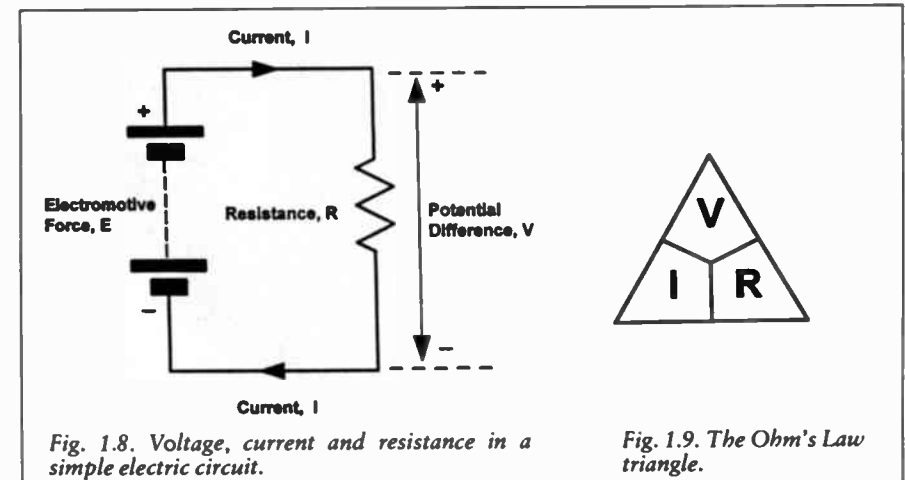 Current, I
+
+
Electromotive
Force, E
Resistance, R
Potential
Difference, V
−
−
Current, I
V
I R
Fig. 1.8. Voltage, current and resistance in a
simple electric circuit.
Fig. 1.9. The Ohm's Law
triangle.